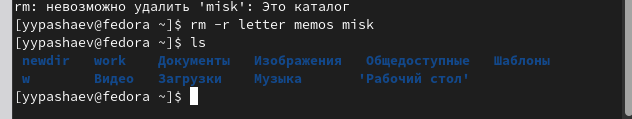 rm: невозможно удалить 'misk': Это каталог
[yypashaev@fedora ~]$ rm -r letter memos misk
[yypashaev@fedora ~]$ ls
newdir work Документы Изображения Общедоступные Шаблоны
w Видео Загрузки Музыка 'Рабочий стол'
[yypashaev@fedora ~]$